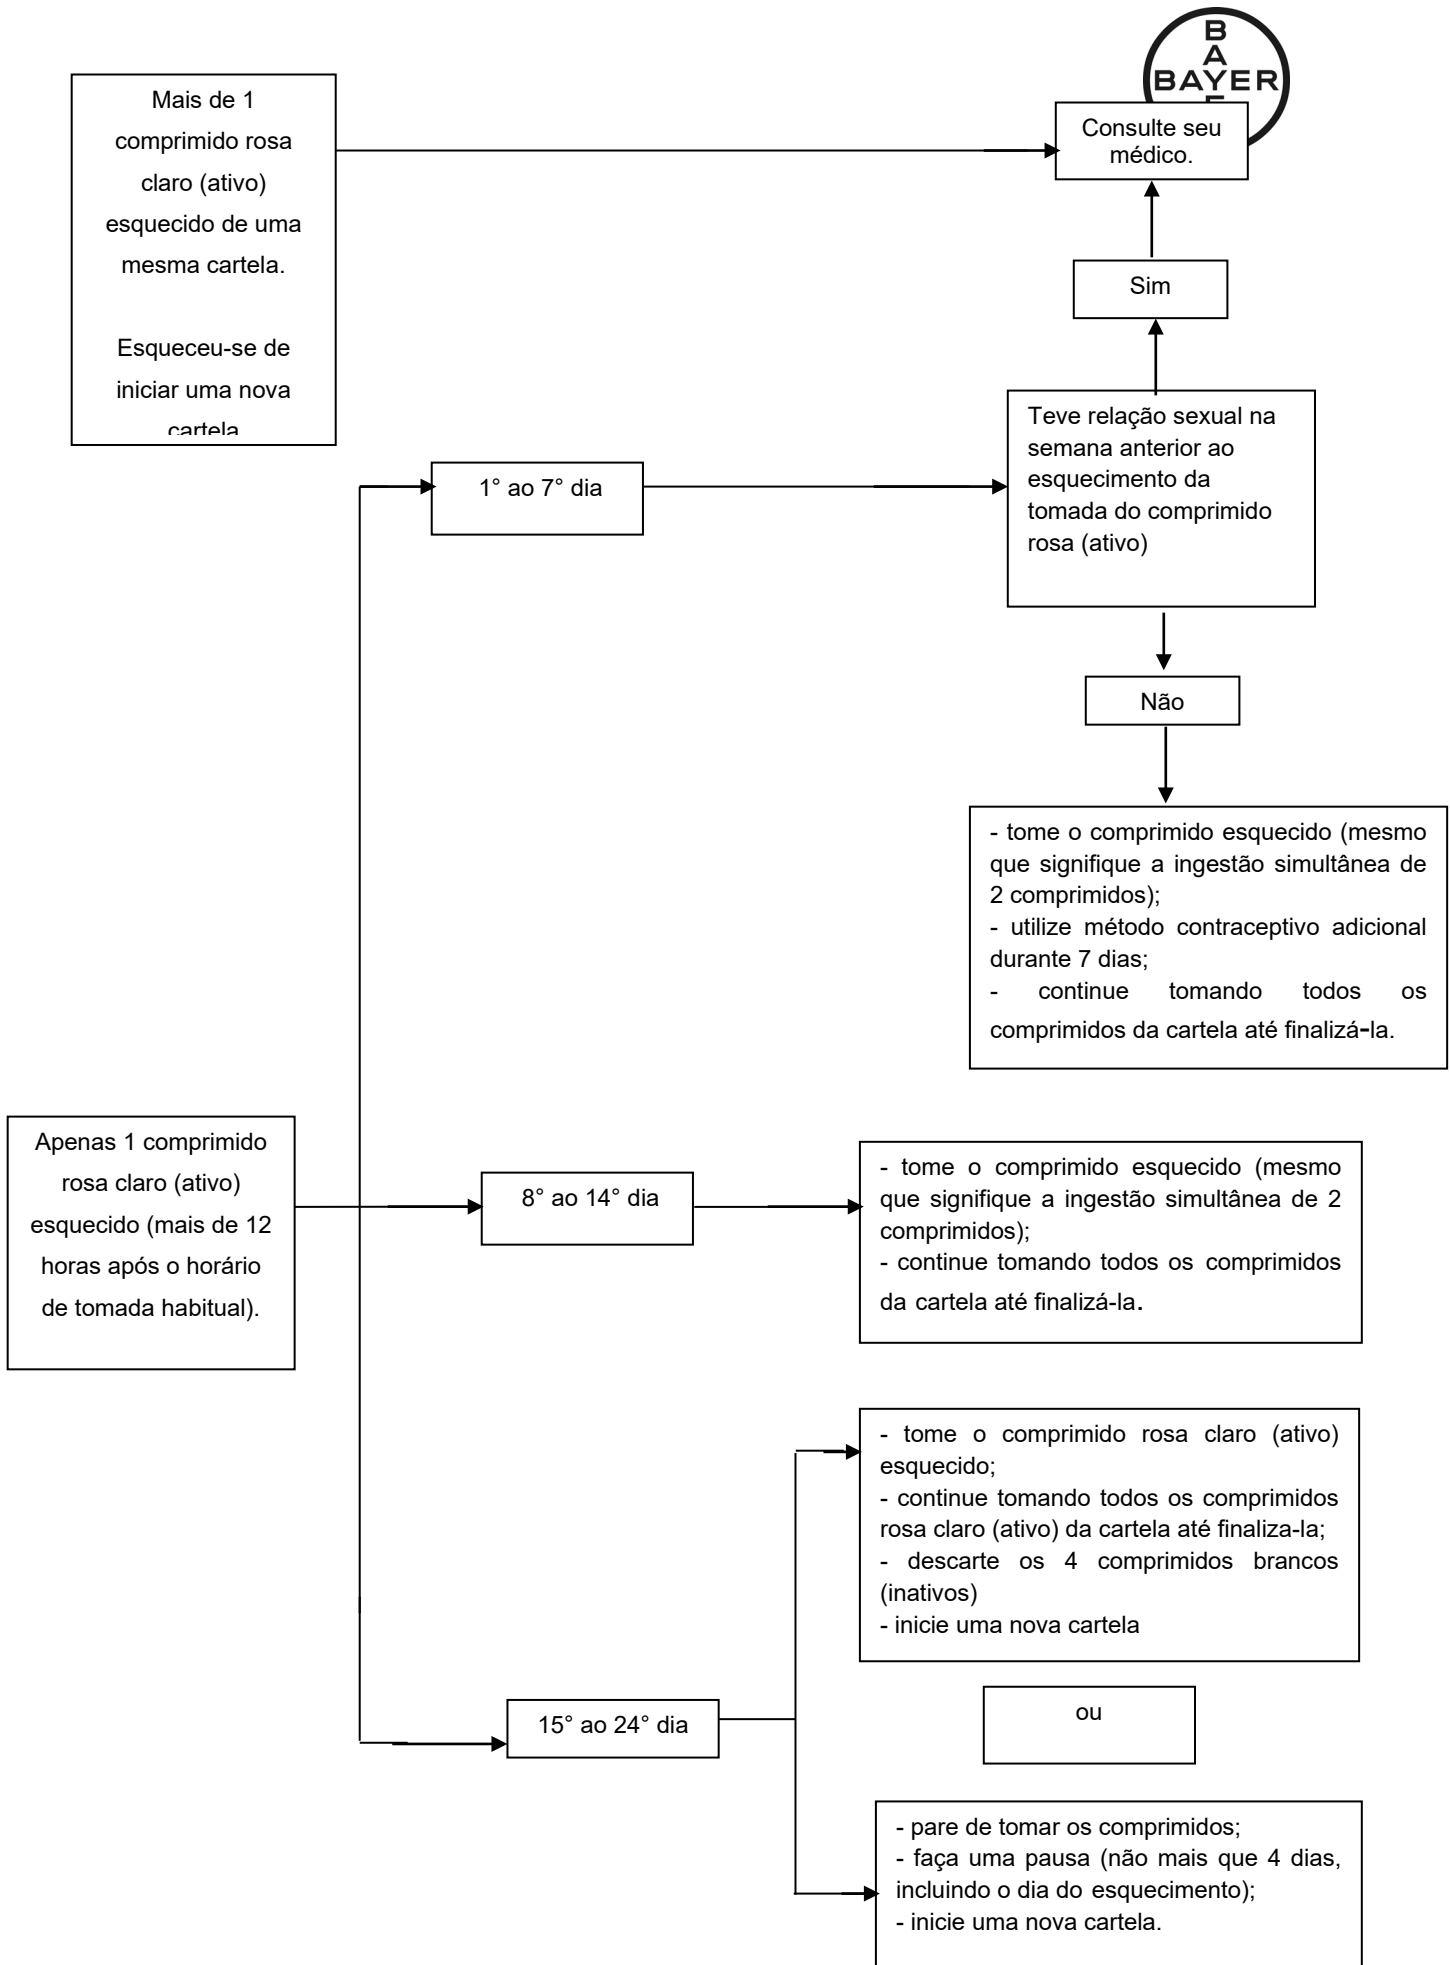 B
A
BAYER
Mais de 1
comprimido rosa
claro (ativo)
esquecido de uma
mesma cartela.
Esqueceu-se de
iniciar uma nova
cartela
Consulte seu
médico.
Sim
1° ao 7° dia
Teve relação sexual na
semana anterior ao
esquecimento da
tomada do comprimido
rosa (ativo)
Não
- tome o comprimido esquecido (mesmo
que signifique a ingestão simultânea de
2 comprimidos);
- utilize método contraceptivo adicional
durante 7 dias;
- continue tomando todos os
comprimidos da cartela até finalizá-la.
Apenas 1 comprimido
rosa claro (ativo)
esquecido (mais de 12
horas após o horário
de tomada habitual).
8° ao 14° dia
- tome o comprimido esquecido (mesmo
que signifique a ingestão simultânea de 2
comprimidos);
- continue tomando todos os comprimidos
da cartela até finalizá-la.
- tome o comprimido rosa claro (ativo)
esquecido;
- continue tomando todos os comprimidos
rosa claro (ativo) da cartela até finaliza-la;
- descarte os 4 comprimidos brancos
(inativos)
- inicie uma nova cartela
15° ao 24° dia
ou
- pare de tomar os comprimidos;
- faça uma pausa (não mais que 4 dias,
incluindo o dia do esquecimento);
- inicie uma nova cartela.